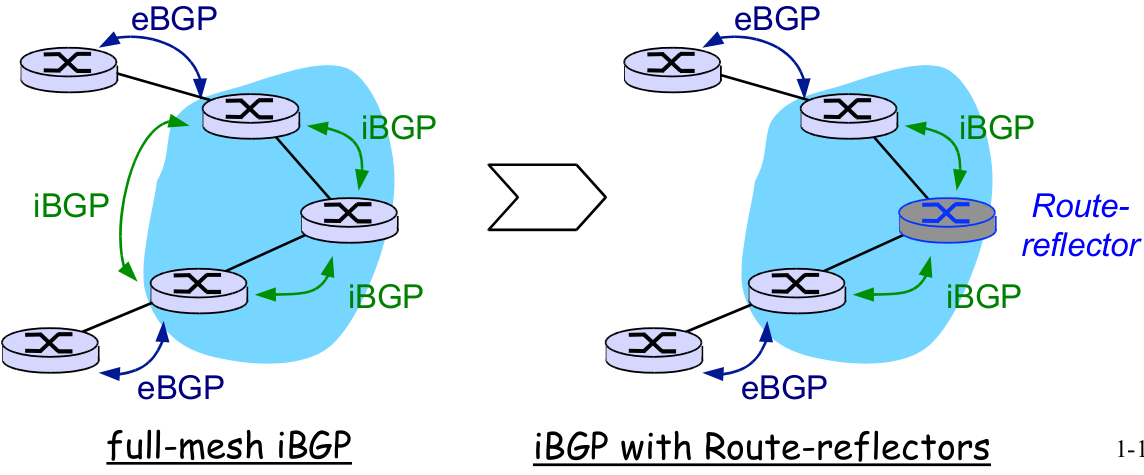 eBGP
iBGP
iBGP
iBGP
eBGP
full-mesh iBGP
eBGP
iBGP
Route-
reflector
iBGP
eBGP
iBGP with Route-reflectors
1-1